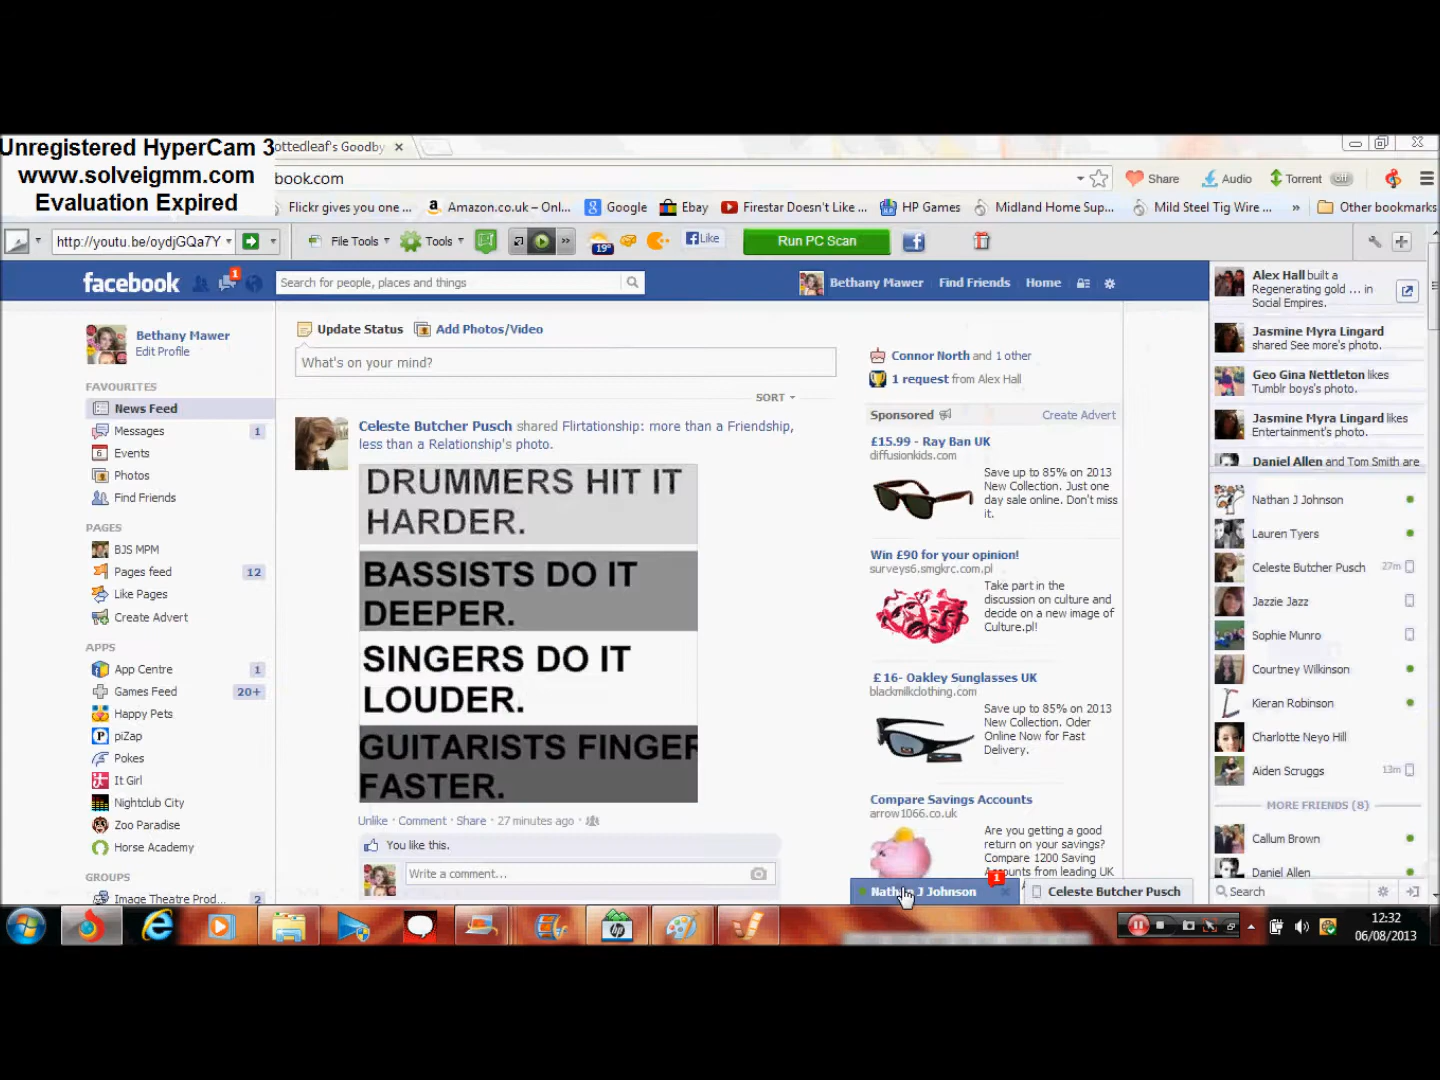 Unregistered HyperCam 3
www.solveigmm.com
Evaluation Expired
ottedleaf's Goodby
book.com
Share
Audio
Torrent
Off
Flickr gives you one ...
Amazon.co.uk – Onl...
Google
Ebay
Firestar Doesn't Like ...
HP Games
Midland Home Sup...
Mild Steel Tig Wire ...
»
Other bookmarks
http://youtu.be/oydjGQa7Y
File Tools
Tools
»
19°
Like
Run PC Scan
facebook
1
Search for people, places and things
Bethany Mawer
Find Friends
Home
Bethany Mawer
Edit Profile
FAVOURITES
News Feed
Messages 1
Events
Photos
Find Friends
PAGES
BJS MPM
Pages feed 12
Like Pages
Create Advert
APPS
App Centre 1
Games Feed 20+
Happy Pets
piZap
Pokes
It Girl
Nightclub City
Zoo Paradise
Horse Academy
GROUPS
Image Theatre Prod... 2
Update Status
Add Photos/Video
What's on your mind?
SORT
Celeste Butcher Pusch shared Flirtationship: more than a Friendship,
less than a Relationship's photo.
DRUMMERS HIT IT
HARDER.
BASSISTS DO IT
DEEPER.
SINGERS DO IT
LOUDER.
GUITARISTS FINGER
FASTER.
Unlike · Comment · Share · 27 minutes ago ·
You like this.
Write a comment...
Connor North and 1 other
1 request from Alex Hall
Sponsored
Create Advert
£15.99 - Ray Ban UK
diffusionkids.com
Save up to 85% on 2013
New Collection. Just one
day sale online. Don't miss
it.
Win £90 for your opinion!
surveys6.smgkrc.com.pl
Take part in the
discussion on culture and
decide on a new image of
Culture.pl!
£16- Oakley Sunglasses UK
blackmilkclothing.com
Save up to 85% on 2013
New Collection. Oder
Online Now for Fast
Delivery.
Compare Savings Accounts
arrow1066.co.uk
Are you getting a good
return on your savings?
Compare 1200 Savings
Accounts from leading UK
Alex Hall built a
Regenerating gold ... in
Social Empires.
Jasmine Myra Lingard
shared See more's photo.
Geo Gina Nettleton likes
Tumblr boys's photo.
Jasmine Myra Lingard likes
Entertainment's photo.
Daniel Allen and Tom Smith are
Nathan J Johnson
Lauren Tyers
Celeste Butcher Pusch 27m
Jazzie Jazz
Sophie Munro
Courtney Wilkinson
Kieran Robinson
Charlotte Neyo Hill
Aiden Scruggs 13m
MORE FRIENDS (8)
Callum Brown
Daniel Allen
Search
Nathan J Johnson
1
Celeste Butcher Pusch
12:32
06/08/2013